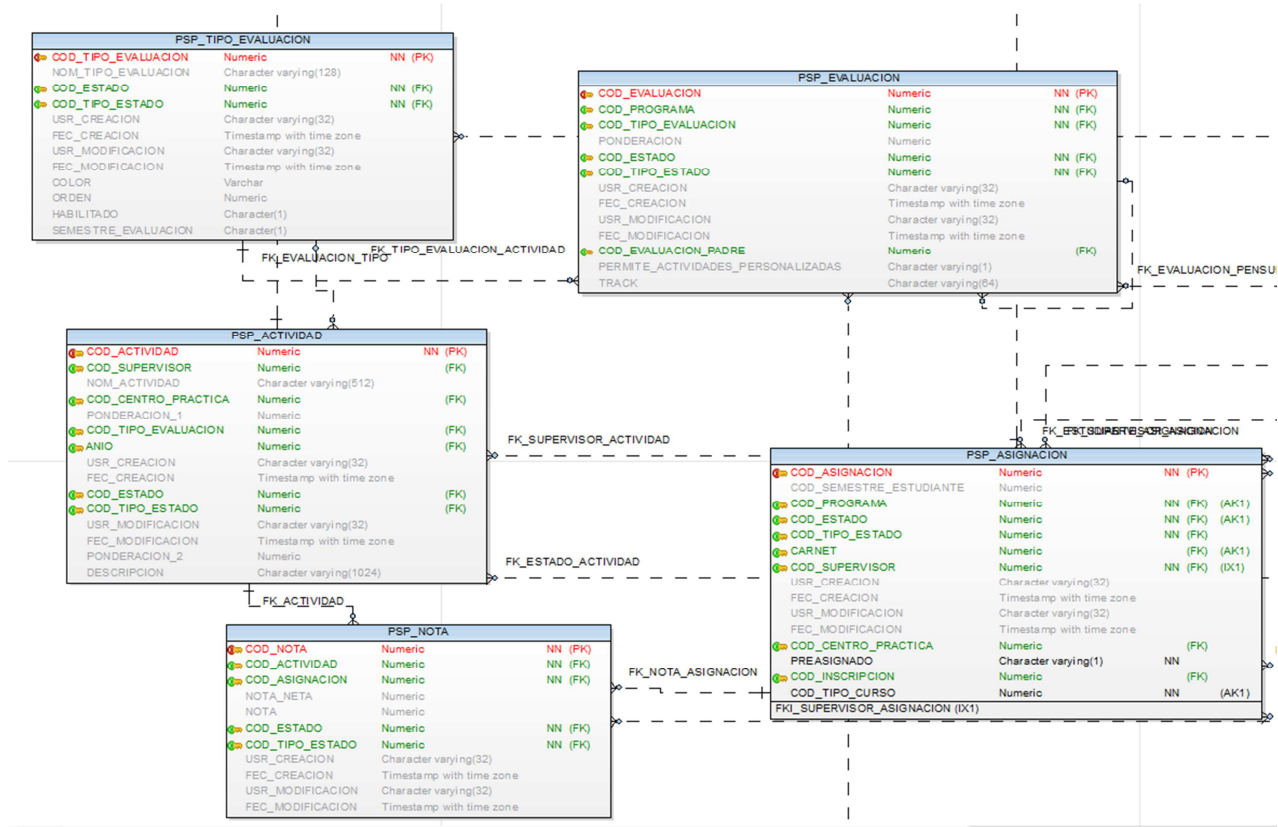 PSP_TIPO_EVALUACION
COD_TIPO_EVALUACION Numeric NN (PK)
NOM_TIPO_EVALUACION Character varying(128)
COD_ESTADO Numeric NN (FK)
COD_TIPO_ESTADO Numeric NN (FK)
USR_CREACION Character varying(32)
FEC_CREACION Timestamp with time zone
USR_MODIFICACION Character varying(32)
FEC_MODIFICACION Timestamp with time zone
COLOR Varchar
ORDEN Numeric
HABILITADO Character(1)
SEMESTRE_EVALUACION Character(1)
PSP_EVALUACION
COD_EVALUACION Numeric NN (PK)
COD_PROGRAMA Numeric NN (FK)
COD_TIPO_EVALUACION Numeric NN (FK)
PONDERACION Numeric
COD_ESTADO Numeric NN (FK)
COD_TIPO_ESTADO Numeric NN (FK)
USR_CREACION Character varying(32)
FEC_CREACION Timestamp with time zone
USR_MODIFICACION Character varying(32)
FEC_MODIFICACION Timestamp with time zone
COD_EVALUACION_PADRE Numeric (FK)
PERMITE_ACTIVIDADES_PERSONALIZADAS Character varying(1)
TRACK Character varying(64)
FK_TIPO_EVALUACION_ACTIVIDAD
FK_EVALUACION_TIPO
FK_EVALUACION_PENSU
PSP_ACTIVIDAD
COD_ACTIVIDAD Numeric NN (PK)
COD_SUPERVISOR Numeric (FK)
NOM_ACTIVIDAD Character varying(512)
COD_CENTRO_PRACTICA Numeric (FK)
PONDERACION_1 Numeric
COD_TIPO_EVALUACION Numeric (FK)
ANIO Numeric (FK)
USR_CREACION Character varying(32)
FEC_CREACION Timestamp with time zone
COD_ESTADO Numeric (FK)
COD_TIPO_ESTADO Numeric (FK)
USR_MODIFICACION Character varying(32)
FEC_MODIFICACION Timestamp with time zone
PONDERACION_2 Numeric
DESCRIPCION Character varying(1024)
FK_SUPERVISOR_ACTIVIDAD
FK_ESTADO_ACTIVIDAD
PSP_ASIGNACION
COD_ASIGNACION Numeric NN (PK)
COD_SEMESTRE_ESTUDIANTE Numeric
COD_PROGRAMA Numeric NN (FK) (AK1)
COD_ESTADO Numeric NN (FK) (AK1)
COD_TIPO_ESTADO Numeric NN (FK)
CARNET Numeric (FK) (AK1)
COD_SUPERVISOR Numeric NN (FK) (IX1)
USR_CREACION Character varying(32)
FEC_CREACION Timestamp with time zone
USR_MODIFICACION Character varying(32)
FEC_MODIFICACION Timestamp with time zone
COD_CENTRO_PRACTICA Numeric (FK)
PREASIGNADO Character varying(1) NN
COD_INSCRIPCION Numeric (FK)
COD_TIPO_CURSO Numeric NN (AK1)
FKI_SUPERVISOR_ASIGNACION (IX1)
FK_ACTIVIDAD
FK_NOTA_ASIGNACION
PSP_NOTA
COD_NOTA Numeric NN (PK)
COD_ACTIVIDAD Numeric NN (FK)
COD_ASIGNACION Numeric NN (FK)
NOTA_NETA Numeric
NOTA Numeric
COD_ESTADO Numeric NN (FK)
COD_TIPO_ESTADO Numeric NN (FK)
USR_CREACION Character varying(32)
FEC_CREACION Timestamp with time zone
USR_MODIFICACION Character varying(32)
FEC_MODIFICACION Timestamp with time zone